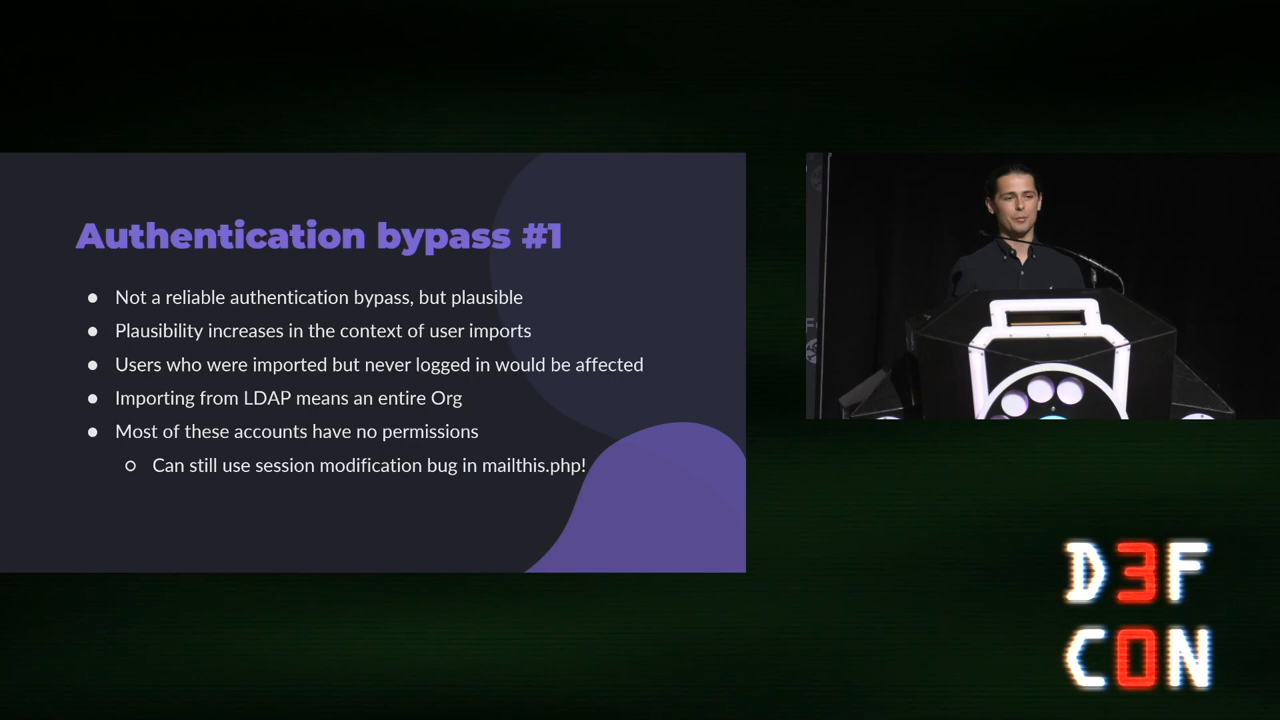 Authentication bypass #1
● Not a reliable authentication bypass, but plausible
● Plausibility increases in the context of user imports
● Users who were imported but never logged in would be affected
● Importing from LDAP means an entire Org
● Most of these accounts have no permissions
○ Can still use session modification bug in mailthis.php!
D3F
C0N